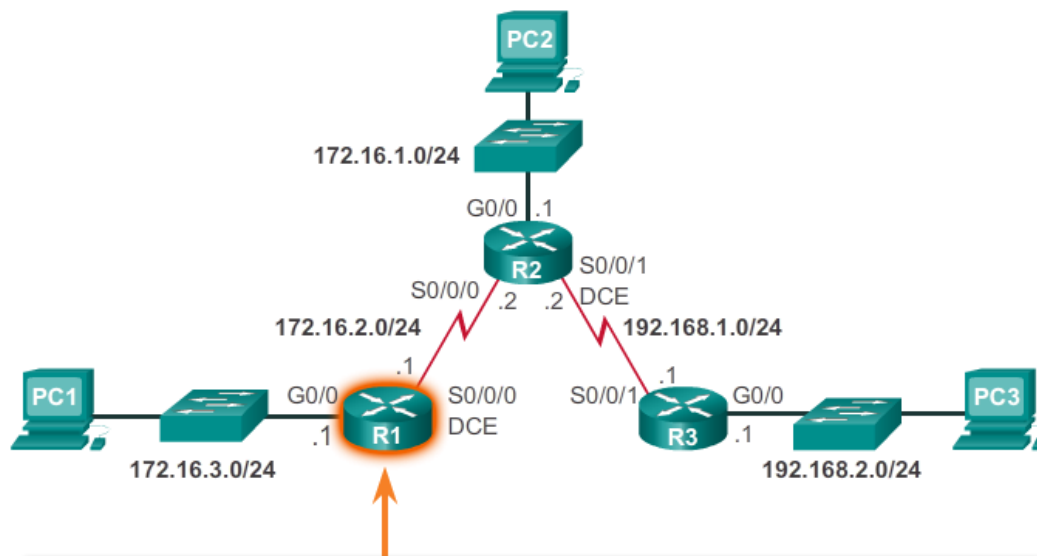 PC2
172.16.1.0/24
G0/0 .1
R2
S0/0/1
DCE
S0/0/0
.2 .2
172.16.2.0/24
192.168.1.0/24
PC1
G0/0
.1
S0/0/0
DCE
.1
R1
172.16.3.0/24
S0/0/1
.1
G0/0
.1
R3
PC3
192.168.2.0/24